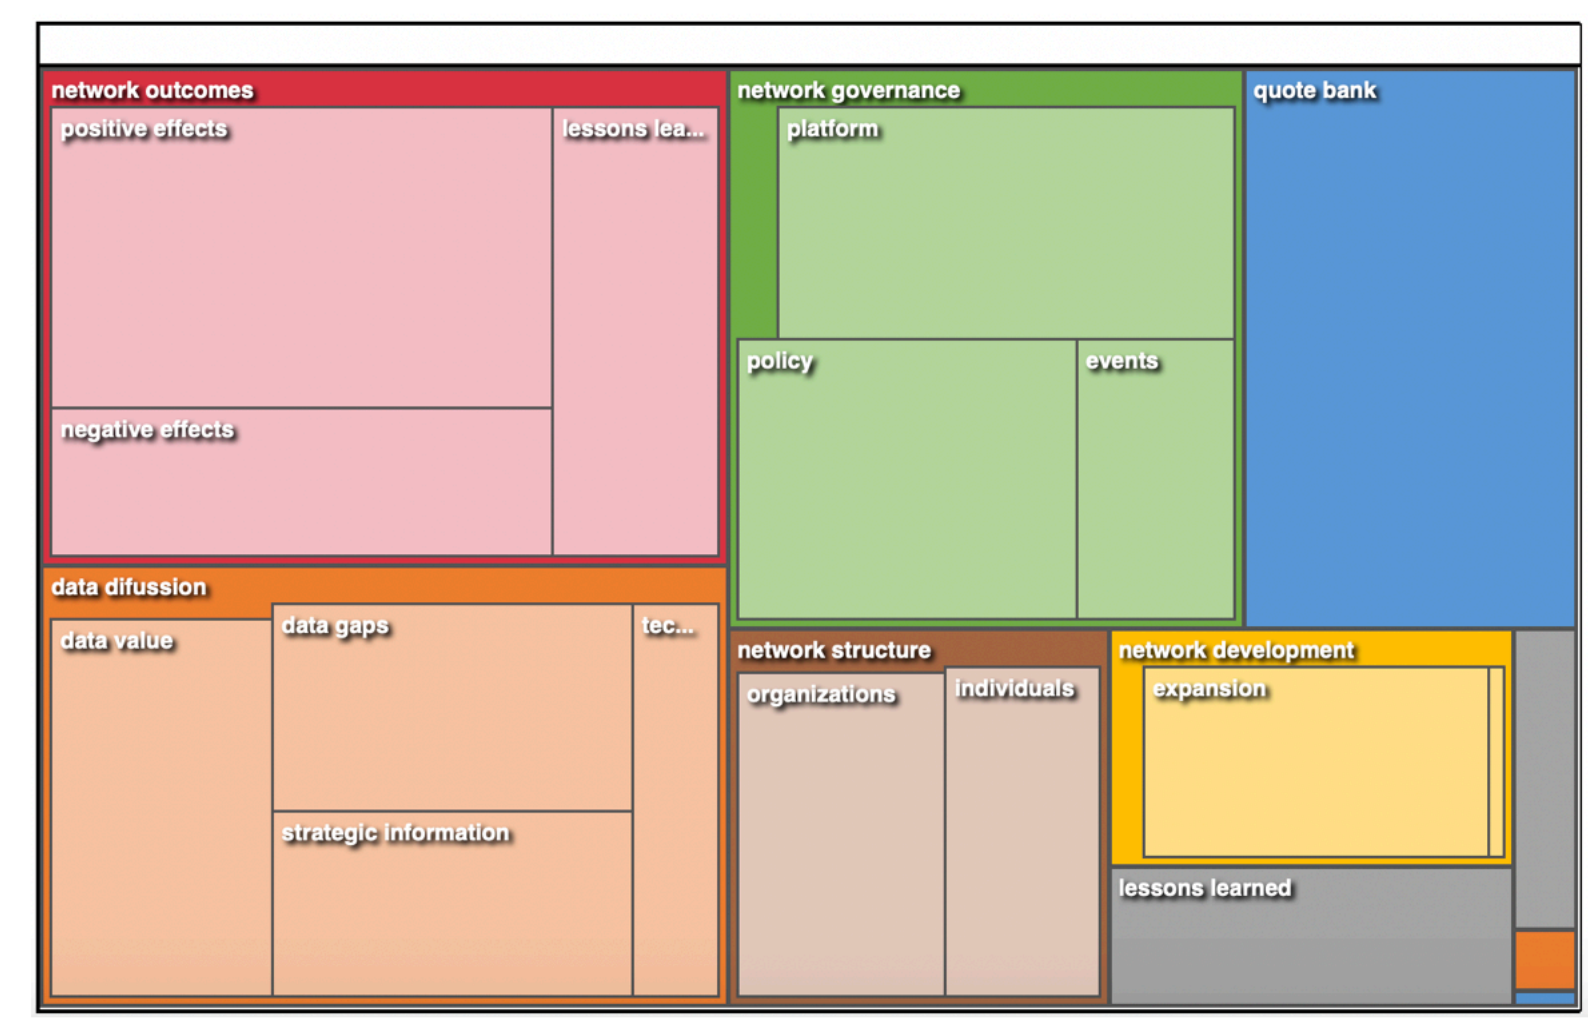 network outcomes
positive effects
lessons lea...
negative effects
network governance
platform
policy
events
quote bank
data difussion
data value
data gaps
tec...
strategic information
network structure
organizations
individuals
network development
expansion
lessons learned